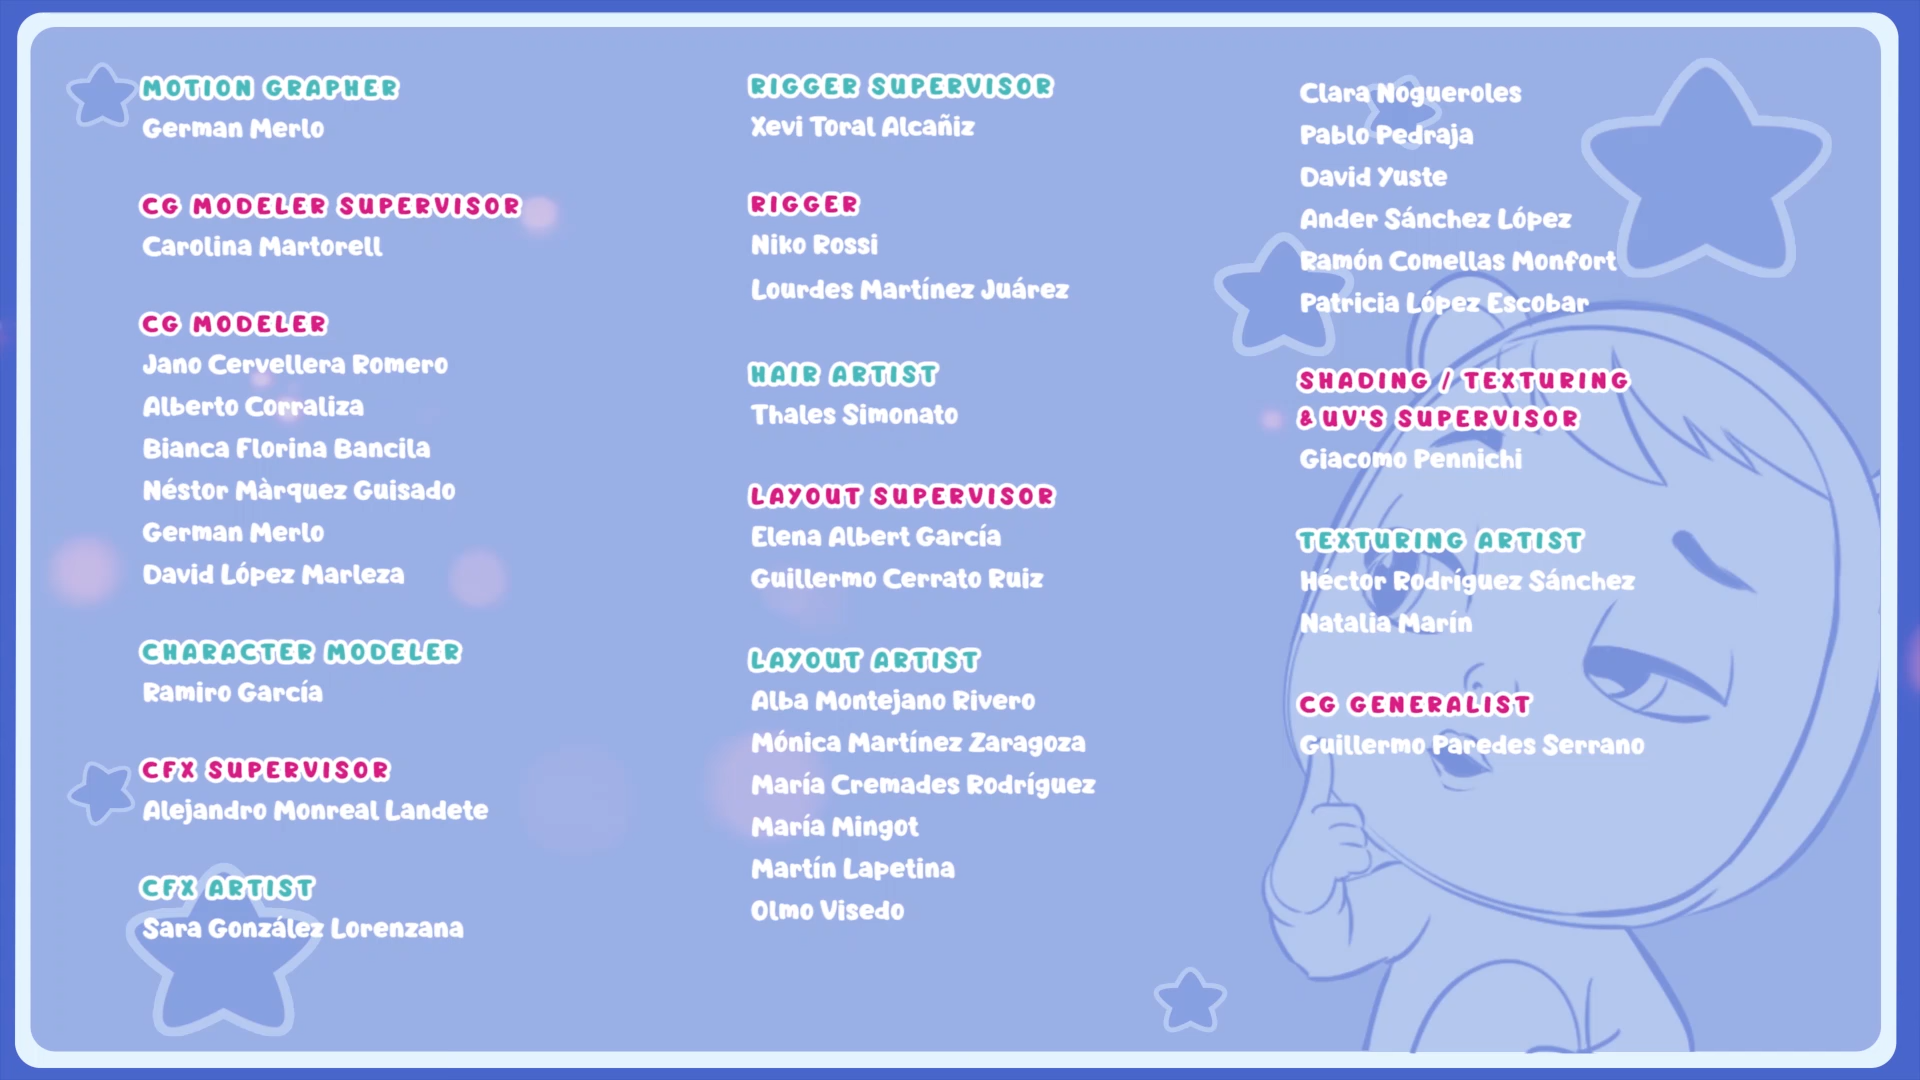 MOTION GRAPHER
German Merlo
CG MODELER SUPERVISOR
Carolina Martorell
CG MODELER
Jano Cervellera Romero
Alberto Corraliza
Bianca Florina Bancila
Néstor Màrquez Guisado
German Merlo
David López Marleza
CHARACTER MODELER
Ramiro García
CFX SUPERVISOR
Alejandro Monreal Landete
CFX ARTIST
Sara González Lorenzana
RIGGER SUPERVISOR
Xevi Toral Alcañiz
RIGGER
Niko Rossi
Lourdes Martínez Juárez
HAIR ARTIST
Thales Simonato
LAYOUT SUPERVISOR
Elena Albert García
Guillermo Cerrato Ruiz
LAYOUT ARTIST
Alba Montejano Rivero
Mónica Martínez Zaragoza
María Cremades Rodríguez
María Mingot
Martín Lapetina
Olmo Visedo
Clara Nogueroles
Pablo Pedraja
David Yuste
Ander Sánchez López
Ramón Comellas Monfort
Patricia López Escobar
SHADING / TEXTURING
& UV'S SUPERVISOR
Giacomo Pennichi
TEXTURING ARTIST
Héctor Rodríguez Sánchez
Natalia Marín
CG GENERALIST
Guillermo Paredes Serrano